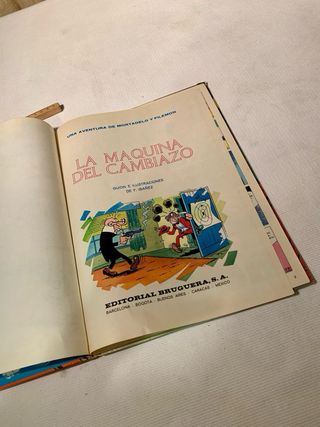 UNA AVENTURA DE MORTADELO Y FILEMON
LA MAQUINA
DEL CAMBIAZO
GUION E ILUSTRACIONES
DE F. IBAÑEZ
EDITORIAL BRUGUERA, S. A.
BARCELONA - BOGOTA - BUENOS AIRES - CARACAS - MEXICO